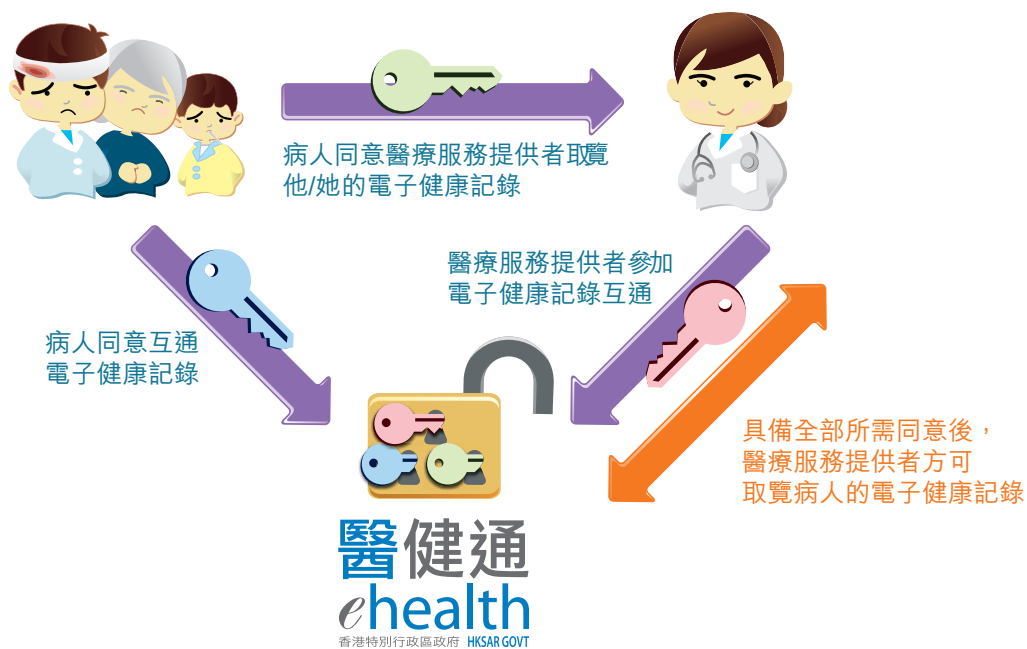 病人同意醫療服務提供者取覽
他/她的電子健康記錄
醫療服務提供者參加
電子健康記錄互通
病人同意互通
電子健康記錄
具備全部所需同意後，
醫療服務提供者方可
取覽病人的電子健康記錄
醫健通
ehealth
香港特別行政區政府 HKSAR GOVT